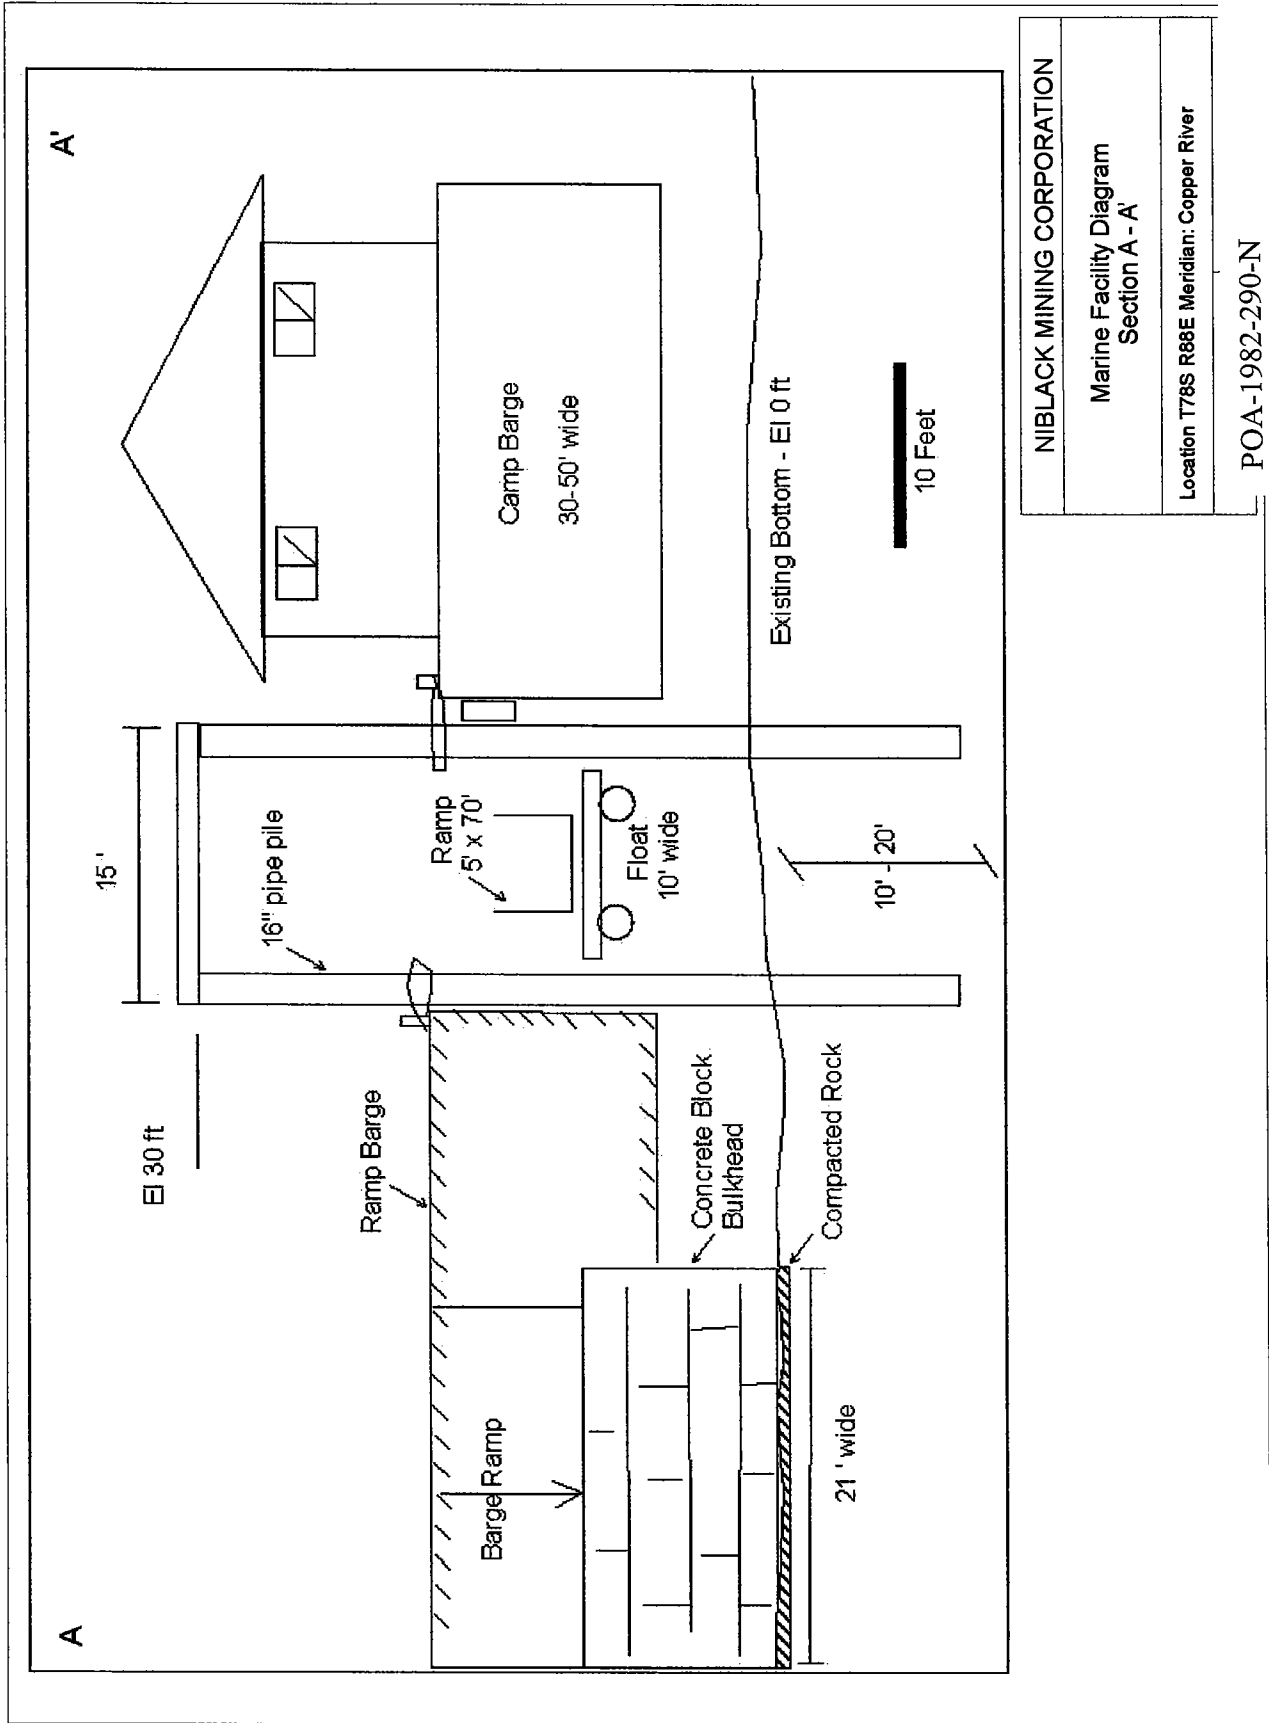 A
A'
15'
El 30 ft
16" pipe pile
Ramp Barge
Ramp
5' x 70'
Float
10' wide
Camp Barge
30-50' wide
Barge Ramp
Concrete Block
Bulkhead
Existing Bottom - El 0 ft
Compacted Rock
21' wide
10' - 20'
10 Feet
NIBLACK MINING CORPORATION
Marine Facility Diagram
Section A - A'
Location T78S R88E Meridian: Copper River
POA-1982-290-N